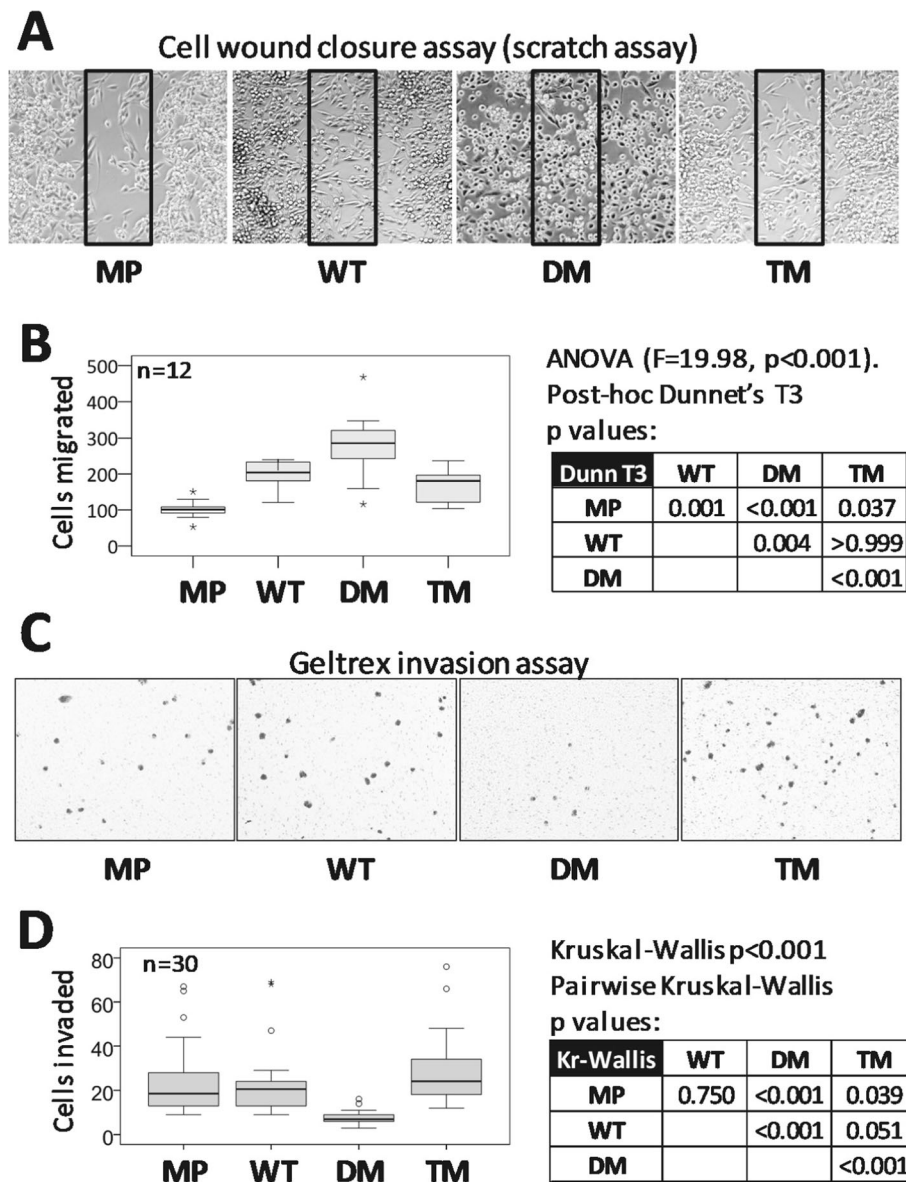 A
Cell wound closure assay (scratch assay)
MP WT DM TM
B
n=12
Cells migrated
500
400
300
200
100
0
MP WT DM TM
ANOVA (F=19.98, p<0.001).
Post-hoc Dunnet's T3
p values:
Dunn T3 WT DM TM
MP 0.001 <0.001 0.037
WT 0.004 >0.999
DM <0.001
C
Geltrex invasion assay
MP WT DM TM
D
n=30
Cells invaded
80
60
40
20
0
MP WT DM TM
Kruskal-Wallis p<0.001
Pairwise Kruskal-Wallis
p values:
Kr-Wallis WT DM TM
MP 0.750 <0.001 0.039
WT <0.001 0.051
DM <0.001